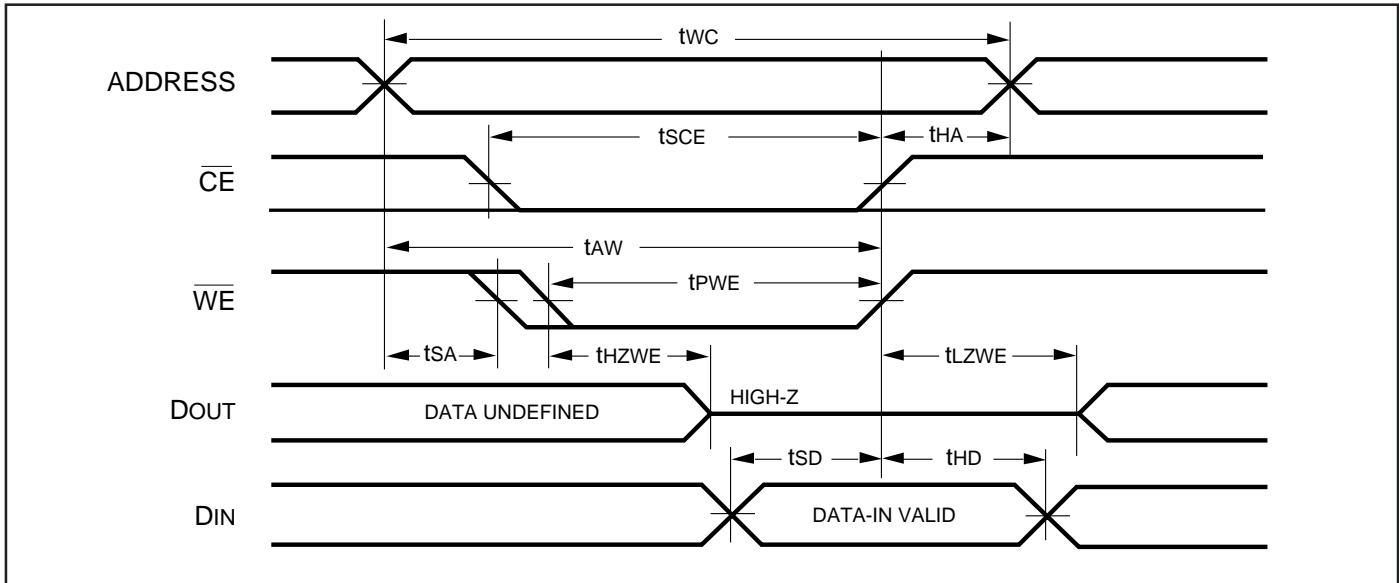 tWC
ADDRESS
tSCE
tHA
CE
tAW
tPWE
WE
tSA
tHZWE
tLZWE
DOUT
DATA UNDEFINED
HIGH-Z
tSD
tHD
DIN
DATA-IN VALID